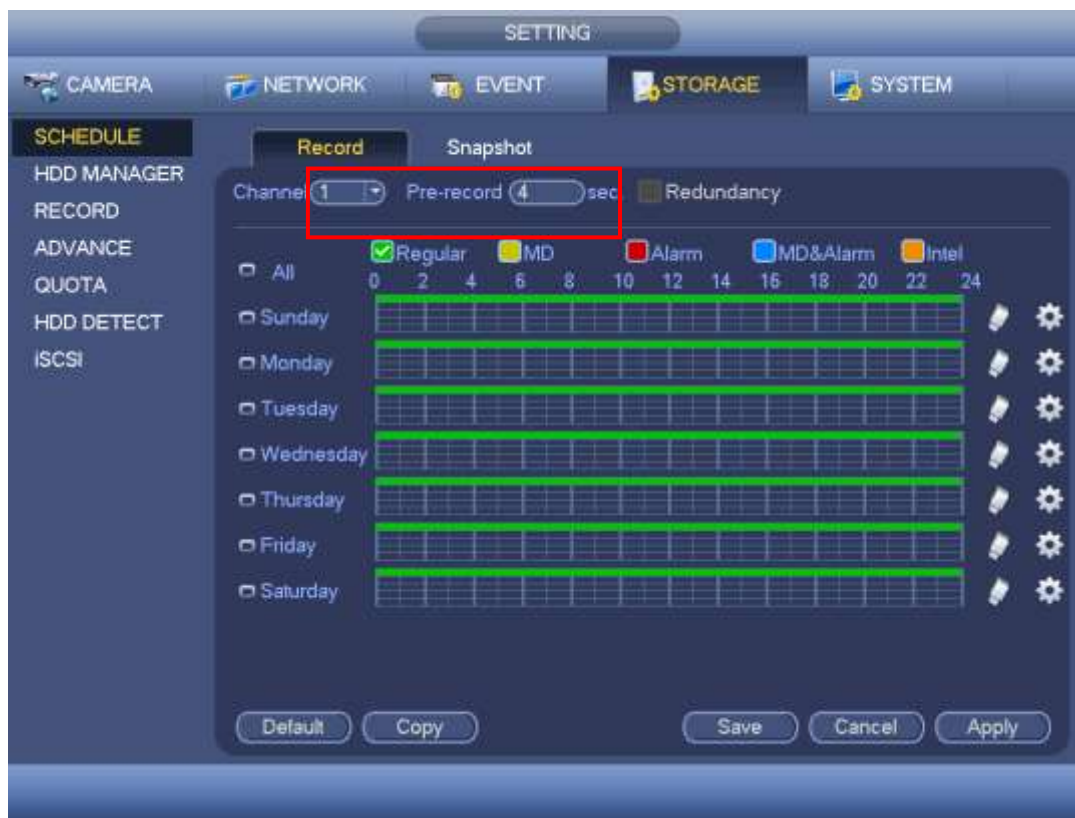 SETTING
CAMERA NETWORK EVENT STORAGE SYSTEM
SCHEDULE
HDD MANAGER
RECORD
ADVANCE
QUOTA
HDD DETECT
iSCSI
Record Snapshot
Channel 1 Pre-record 4 sec. Redundancy
Regular MD Alarm MD&Alarm Intel
All 0 2 4 6 8 10 12 14 16 18 20 22 24
Sunday
Monday
Tuesday
Wednesday
Thursday
Friday
Saturday
Default Copy Save Cancel Apply